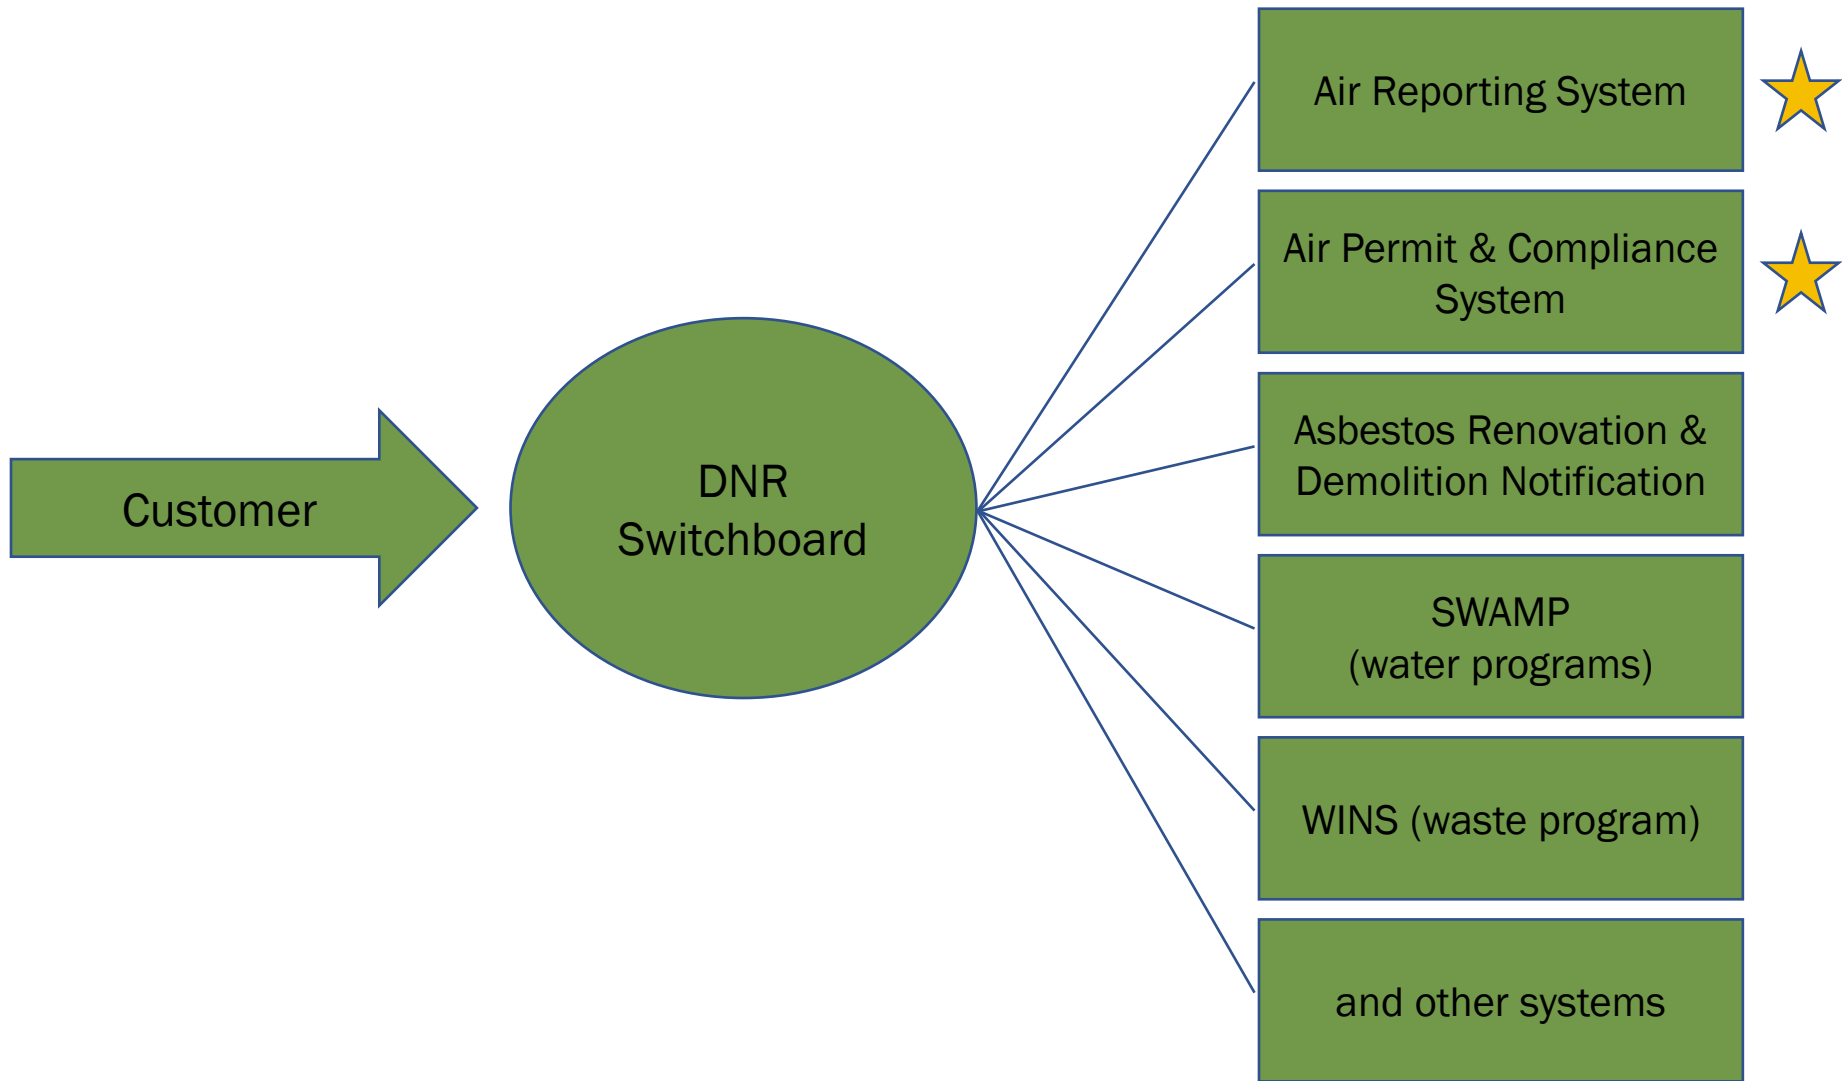 Customer
DNR
Switchboard
Air Reporting System
Air Permit & Compliance
System
Asbestos Renovation &
Demolition Notification
SWAMP
(water programs)
WINS (waste program)
and other systems